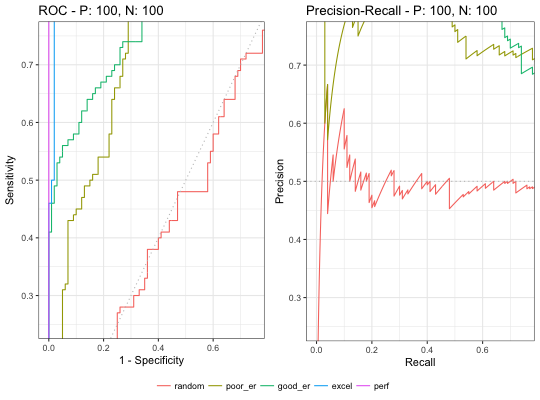 ROC - P: 100, N: 100
Sensitivity
0.7
0.6
0.5
0.4
0.3
0.0 0.2 0.4 0.6
1 - Specificity
Precision-Recall - P: 100, N: 100
Precision
0.7
0.6
0.5
0.4
0.3
0.0 0.2 0.4 0.6
Recall
random poor_er good_er excel perf